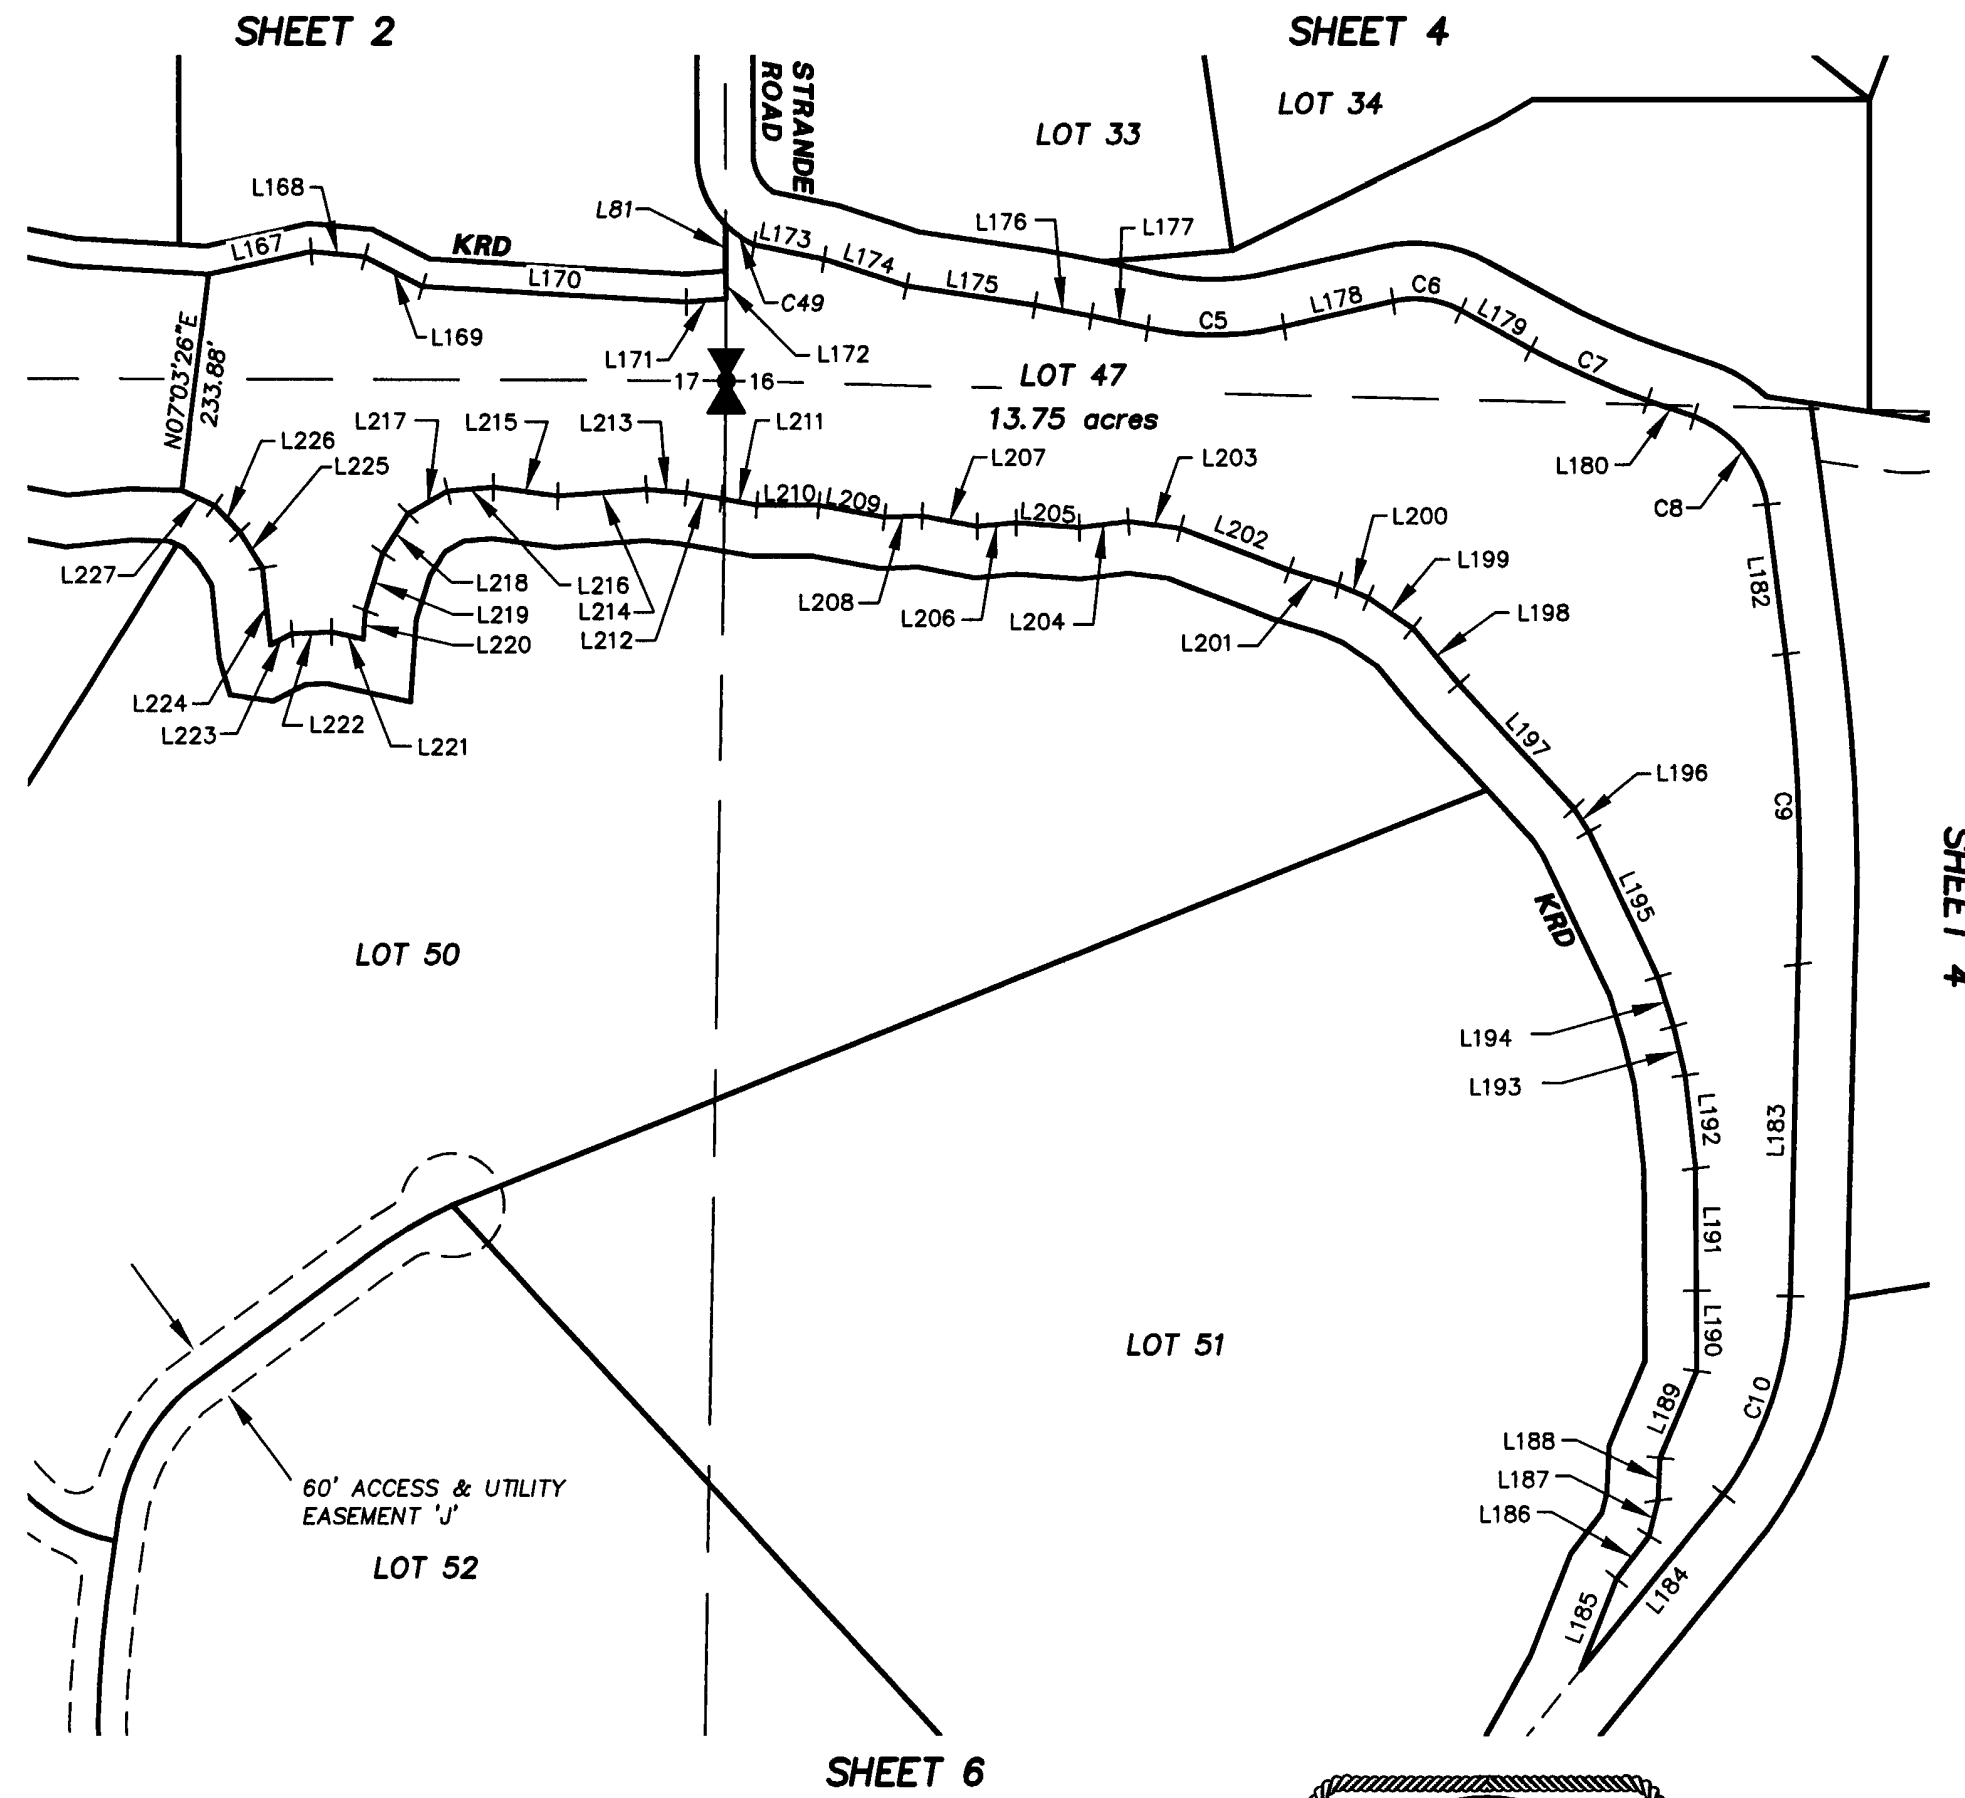 SHEET 2
SHEET 4
STRANDE
ROAD
LOT 33
LOT 34
L168
L81
L176
L177
L167
KRD
L173
L174
L170
L175
C49
C5
L178
C6
L179
C7
L169
L171
L172
N07°03'26"E
233.88'
17
16
LOT 47
13.75 acres
L217
L215
L213
L211
L226
L225
L207
L203
L180
C8
L210
L209
L205
L202
L200
L199
L198
L227
L218
L216
L219
L214
L220
L212
L208
L206
L204
L201
L182
L224
L223
L222
L221
L197
L196
C9
SHEET 4
L195
KRD
LOT 50
L194
L193
L192
L183
L191
L190
LOT 51
L189
C10
L188
L187
L186
60' ACCESS & UTILITY
EASEMENT 'J'
LOT 52
L185
L184
SHEET 6